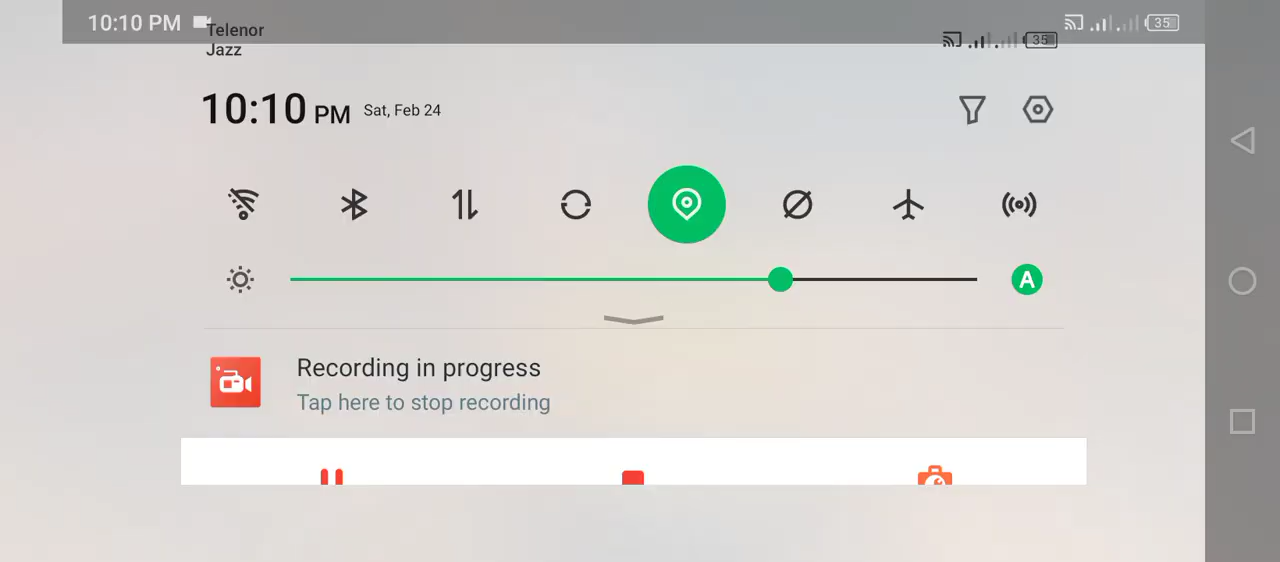 10:10 PM
35
Telenor
Jazz
35
10:10 PM Sat, Feb 24
A
Recording in progress
Tap here to stop recording